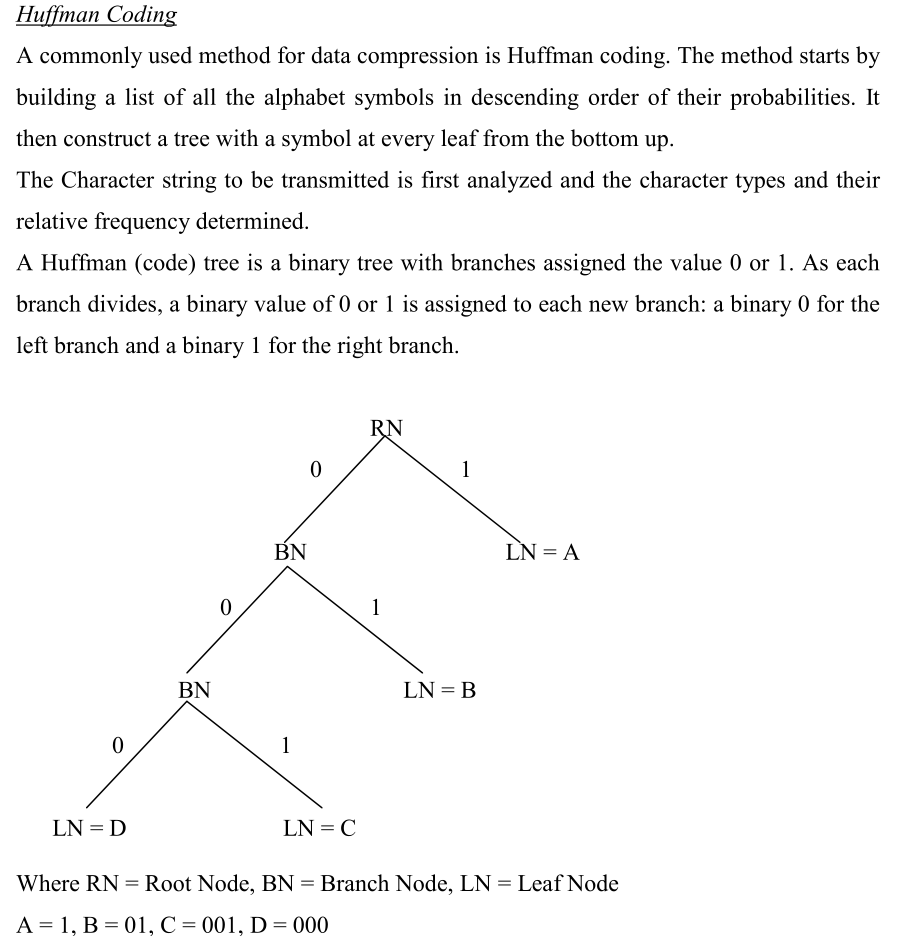 Huffman Coding
A commonly used method for data compression is Huffman coding. The method starts by
building a list of all the alphabet symbols in descending order of their probabilities. It
then construct a tree with a symbol at every leaf from the bottom up.
The Character string to be transmitted is first analyzed and the character types and their
relative frequency determined.
A Huffman (code) tree is a binary tree with branches assigned the value 0 or 1. As each
branch divides, a binary value of 0 or 1 is assigned to each new branch: a binary 0 for the
left branch and a binary 1 for the right branch.
RN
0 1
BN LN = A
0 1
BN LN = B
0 1
LN = D LN = C
Where RN = Root Node, BN = Branch Node, LN = Leaf Node
A = 1, B = 01, C = 001, D = 000